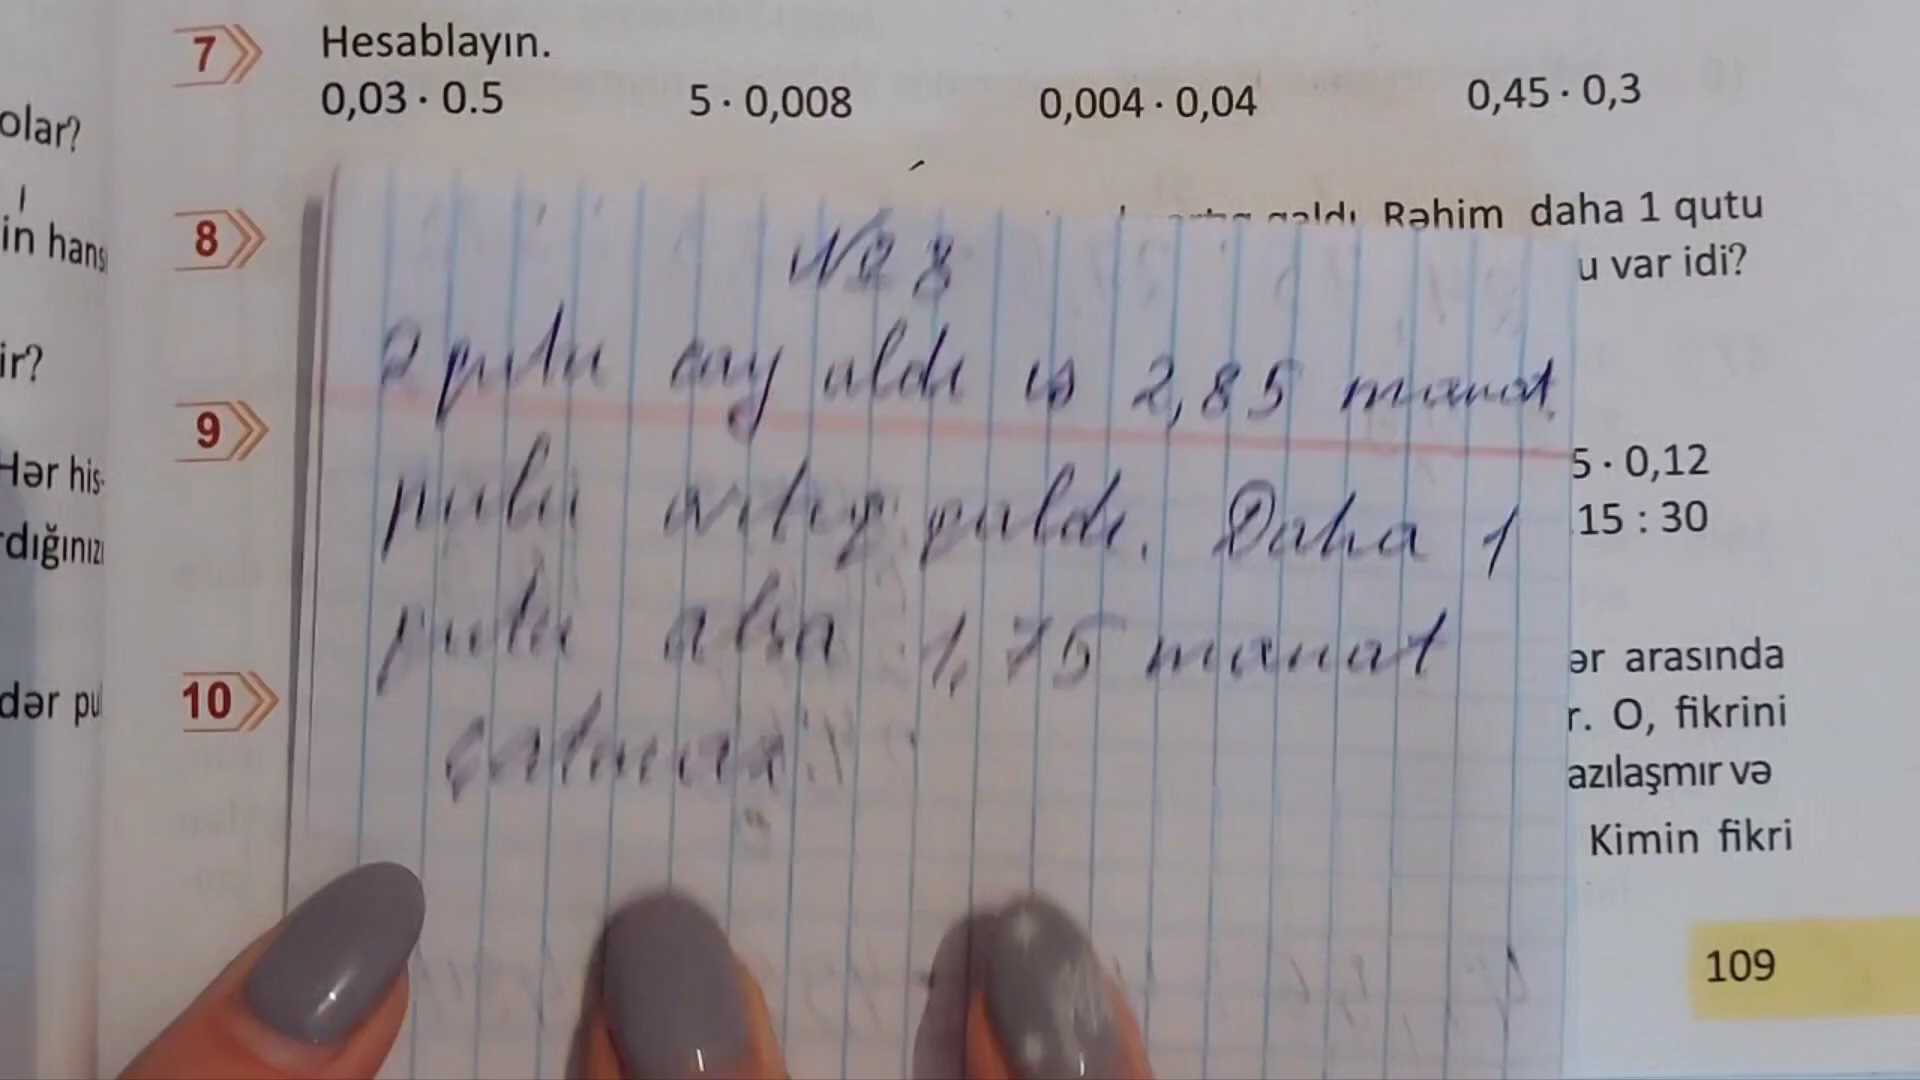 7 Hesablayın.
0,03 · 0.5 5 · 0,008 0,004 · 0,04 0,45 · 0,3
olar?
8 qaldı. Rəhim daha 1 qutu
in hans
u var idi?
№ 8
2 qutu çay aldı və 2,85 manat
pulu artıq qaldı. Daha 1
qutu alsa 1,75 manat
çatmır
ir?
9
5 · 0,12
Hər his-
15 : 30
rdığınızı
ər arasında
10
dər pu
r. O, fikrini
azılaşmır və
Kimin fikri
109